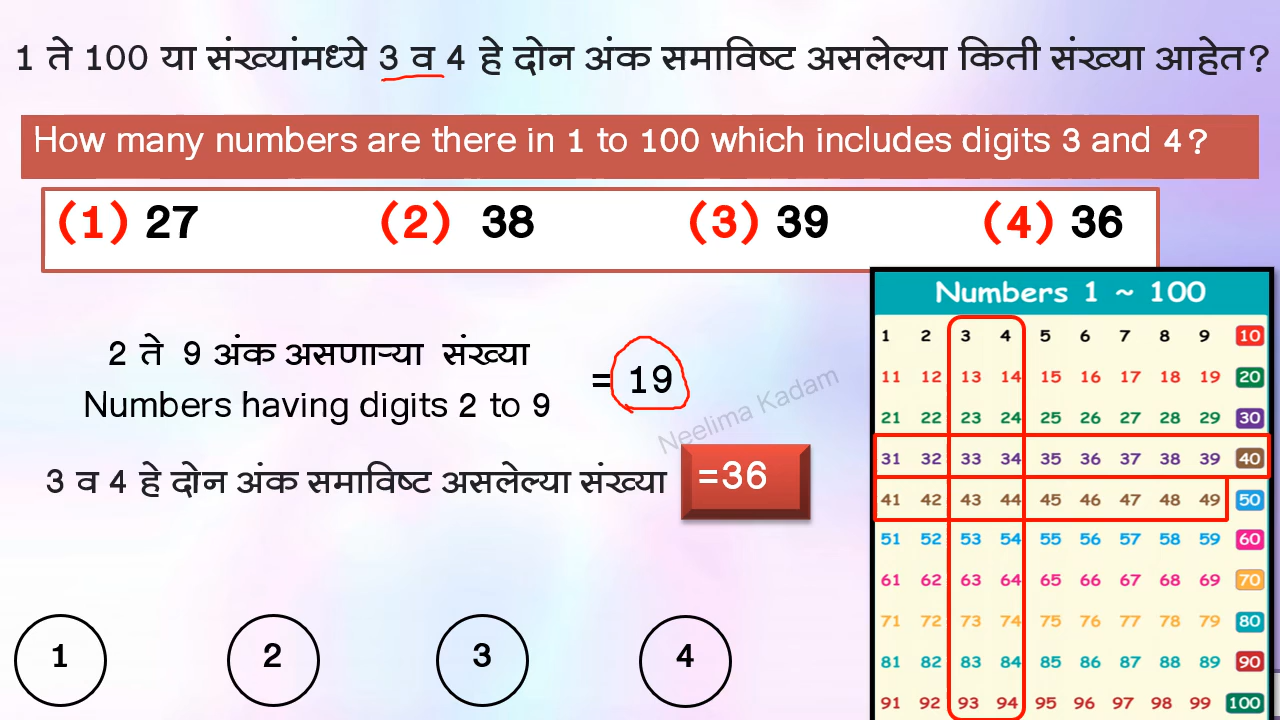 1 ते 100 या संख्यांमध्ये 3 व 4 हे दोन अंक समाविष्ट असलेल्या किती संख्या आहेत?
How many numbers are there in 1 to 100 which includes digits 3 and 4?
(1) 27 (2) 38 (3) 39 (4) 36
2 ते 9 अंक असणाऱ्या संख्या
Numbers having digits 2 to 9
= 19
Neelima Kadam
3 व 4 हे दोन अंक समाविष्ट असलेल्या संख्या =36
1 2 3 4
Numbers 1 ~ 100
1 2 3 4 5 6 7 8 9 10
11 12 13 14 15 16 17 18 19 20
21 22 23 24 25 26 27 28 29 30
31 32 33 34 35 36 37 38 39 40
41 42 43 44 45 46 47 48 49 50
51 52 53 54 55 56 57 58 59 60
61 62 63 64 65 66 67 68 69 70
71 72 73 74 75 76 77 78 79 80
81 82 83 84 85 86 87 88 89 90
91 92 93 94 95 96 97 98 99 100